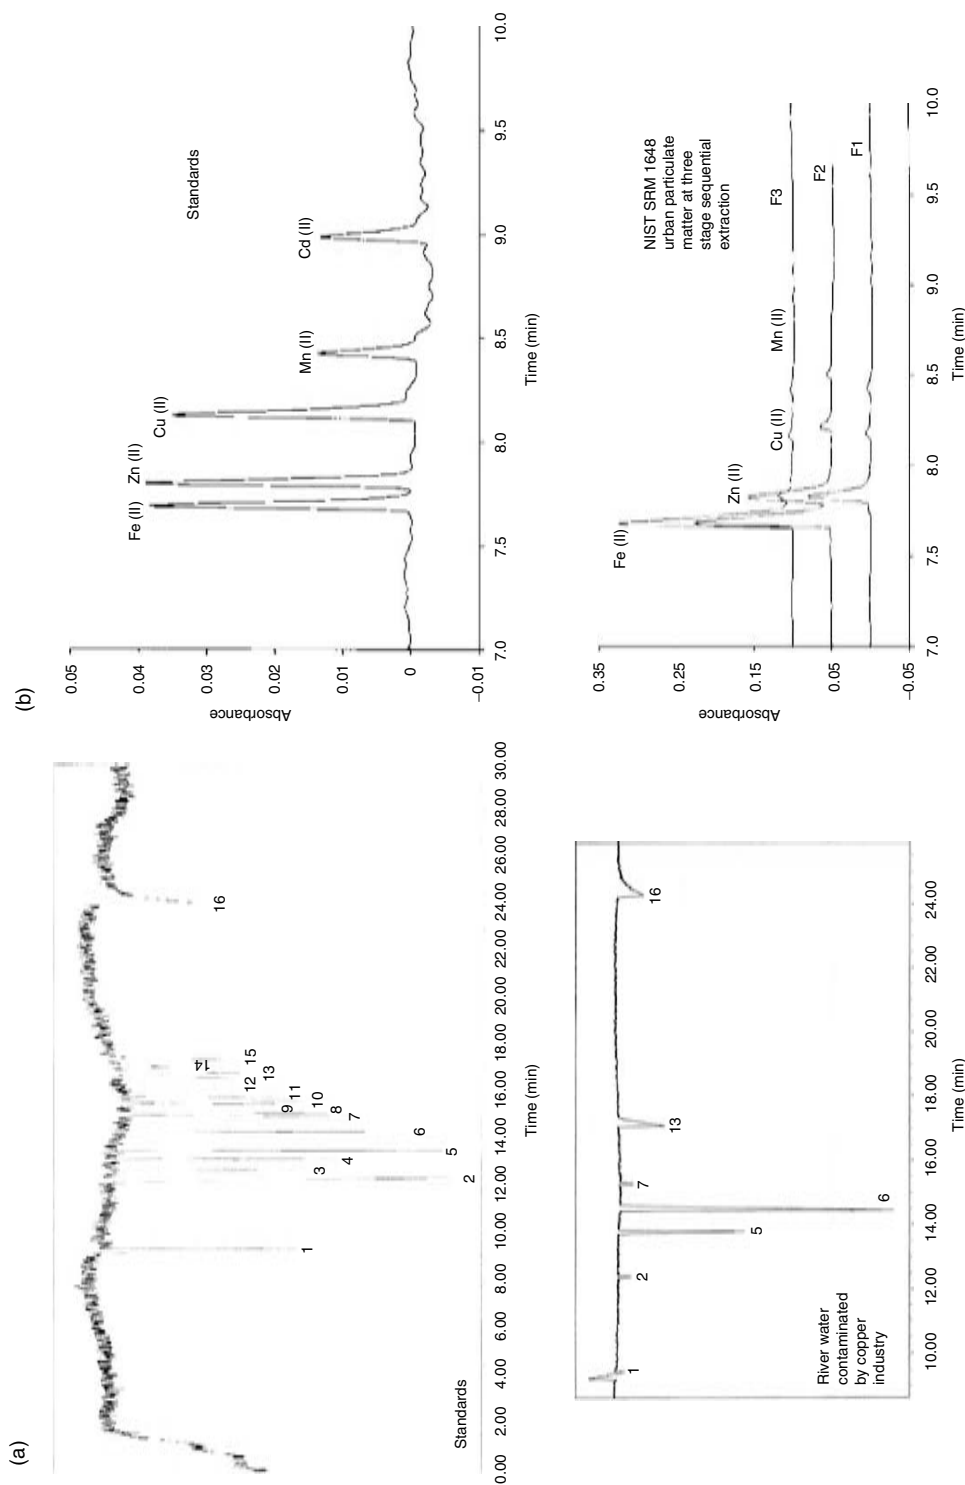 (a)
Standards
1
2
3
4
5
6
7
8
9
10
11
12
13
14
15
16
0.00 2.00 4.00 6.00 8.00 10.00 12.00 14.00 16.00 18.00 20.00 22.00 24.00 26.00 28.00 30.00
Time (min)
River water
contaminated
by copper
industry
1
2
5
6
7
13
16
10.00 12.00 14.00 16.00 18.00 20.00 22.00 24.00
Time (min)
(b)
Absorbance
0.05
0.04
0.03
0.02
0.01
0
−0.01
Standards
Fe (II)
Zn (II)
Cu (II)
Mn (II)
Cd (II)
7.0 7.5 8.0 8.5 9.0 9.5 10.0
Time (min)
Absorbance
0.35
0.25
0.15
0.05
−0.05
NIST SRM 1648
urban particulate
matter at three
stage sequential
extraction
Fe (II)
Zn (II)
Cu (II)
Mn (II)
F3
F2
F1
7.0 7.5 8.0 8.5 9.0 9.5 10.0
Time (min)